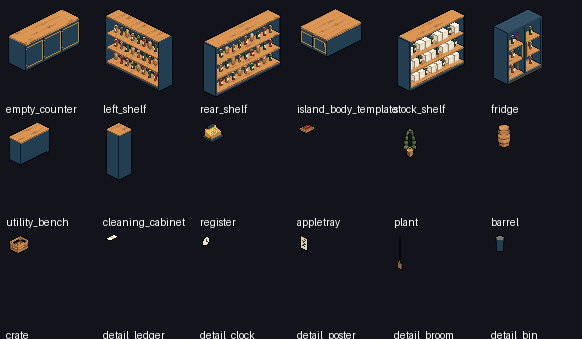 empty_counter left_shelf rear_shelf island_body_template stock_shelf fridge
utility_bench cleaning_cabinet register appletray plant barrel
crate detail_ledger detail_clock detail_poster detail_broom detail_bin